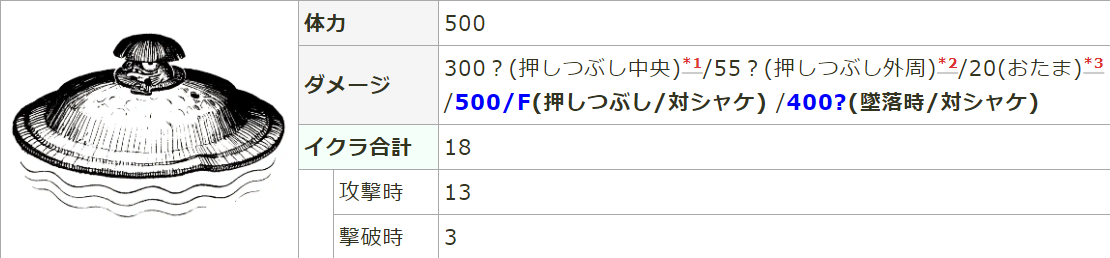 体力 500
ダメージ 300？(押しつぶし中央)*1/55？(押しつぶし外周)*2/20(おたま)*3
/500/F(押しつぶし/対シャケ) /400?(墜落時/対シャケ)
イクラ合計 18
攻撃時 13
撃破時 3